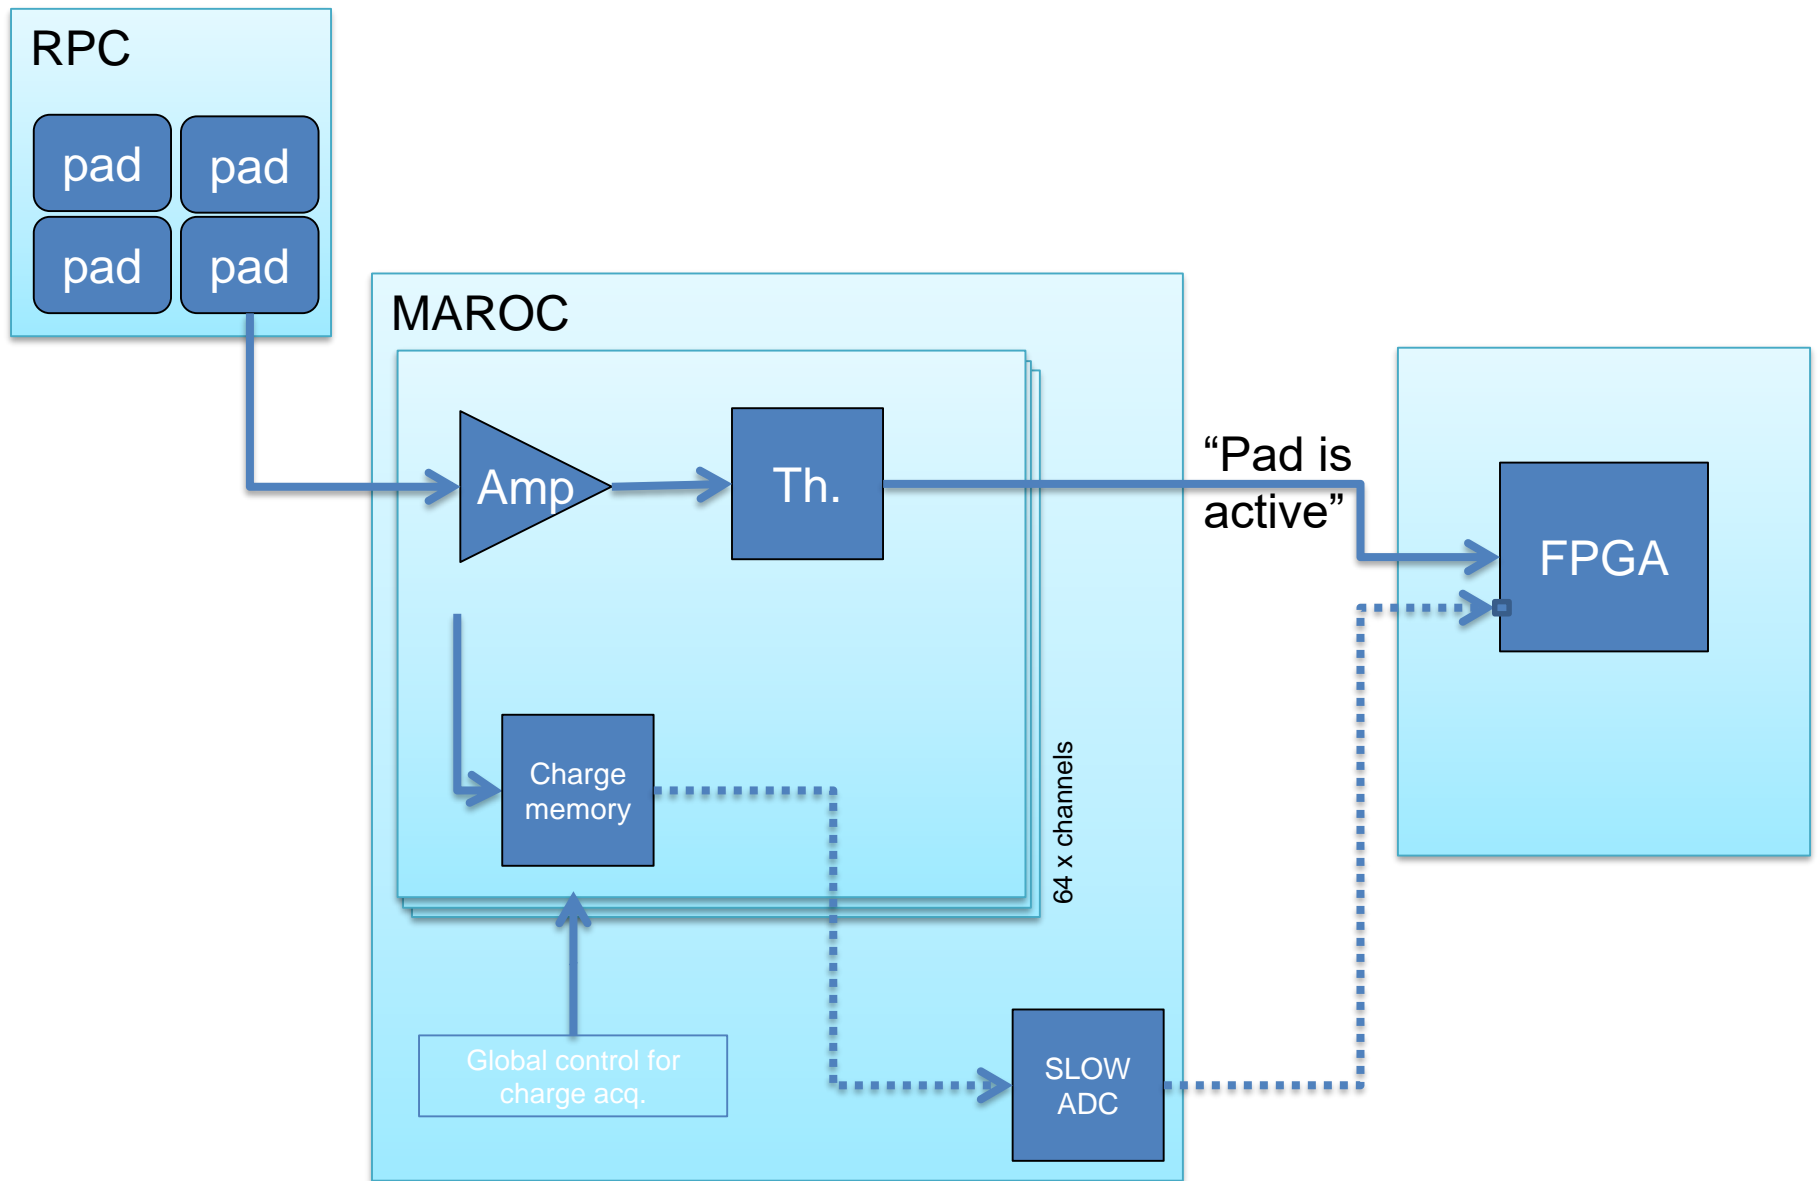 RPC
pad pad
pad pad
MAROC
Amp
Th.
“Pad is
active”
FPGA
Charge
memory
64 x channels
Global control for
charge acq.
SLOW
ADC